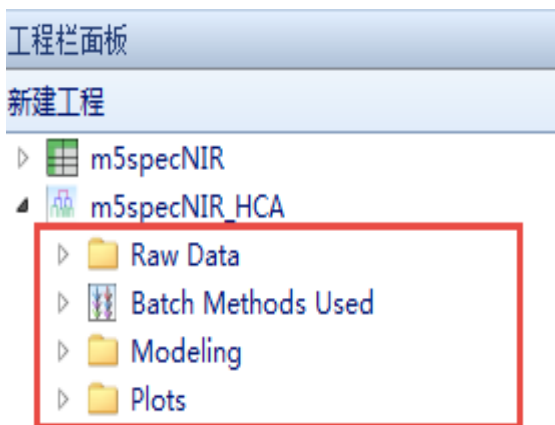 工程栏面板
新建工程
m5specNIR
m5specNIR_HCA
Raw Data
Batch Methods Used
Modeling
Plots